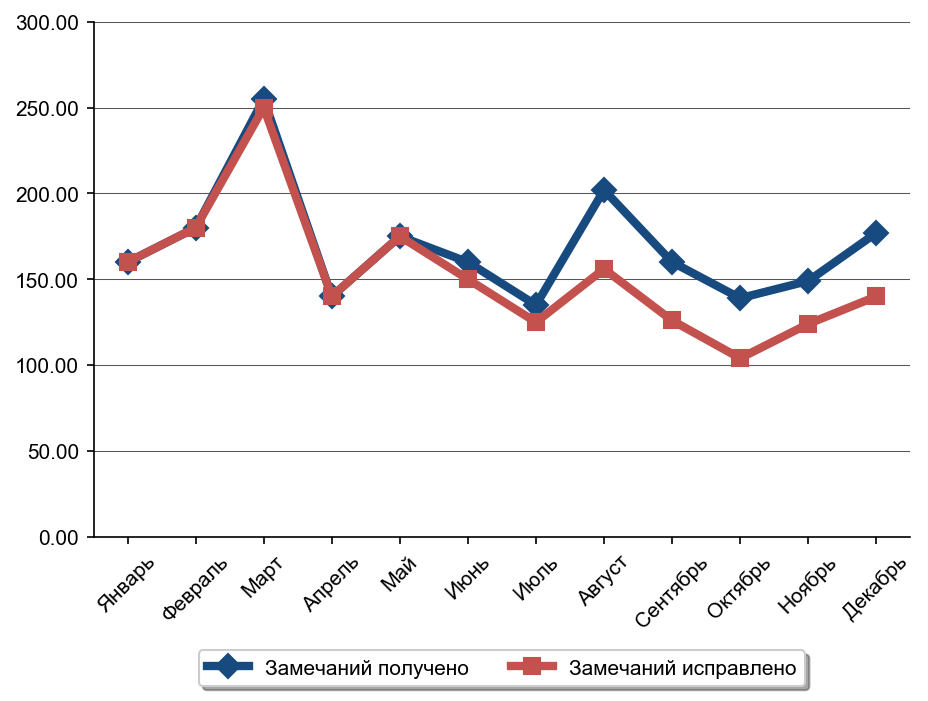 300.00
250.00
200.00
150.00
100.00
50.00
0.00
Январь
Февраль
Март
Апрель
Май
Июнь
Июль
Август
Сентябрь
Октябрь
Ноябрь
Декабрь
Замечаний получено
Замечаний исправлено